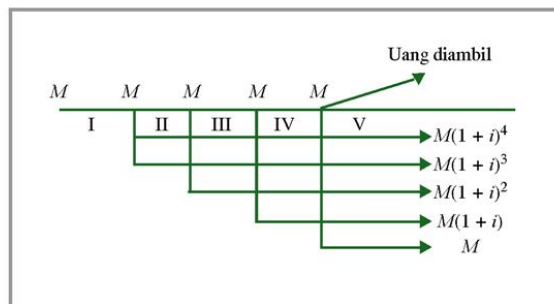 Uang diambil
M M M M M
I II III IV V
M(1 + i)⁴
M(1 + i)³
M(1 + i)²
M(1 + i)
M